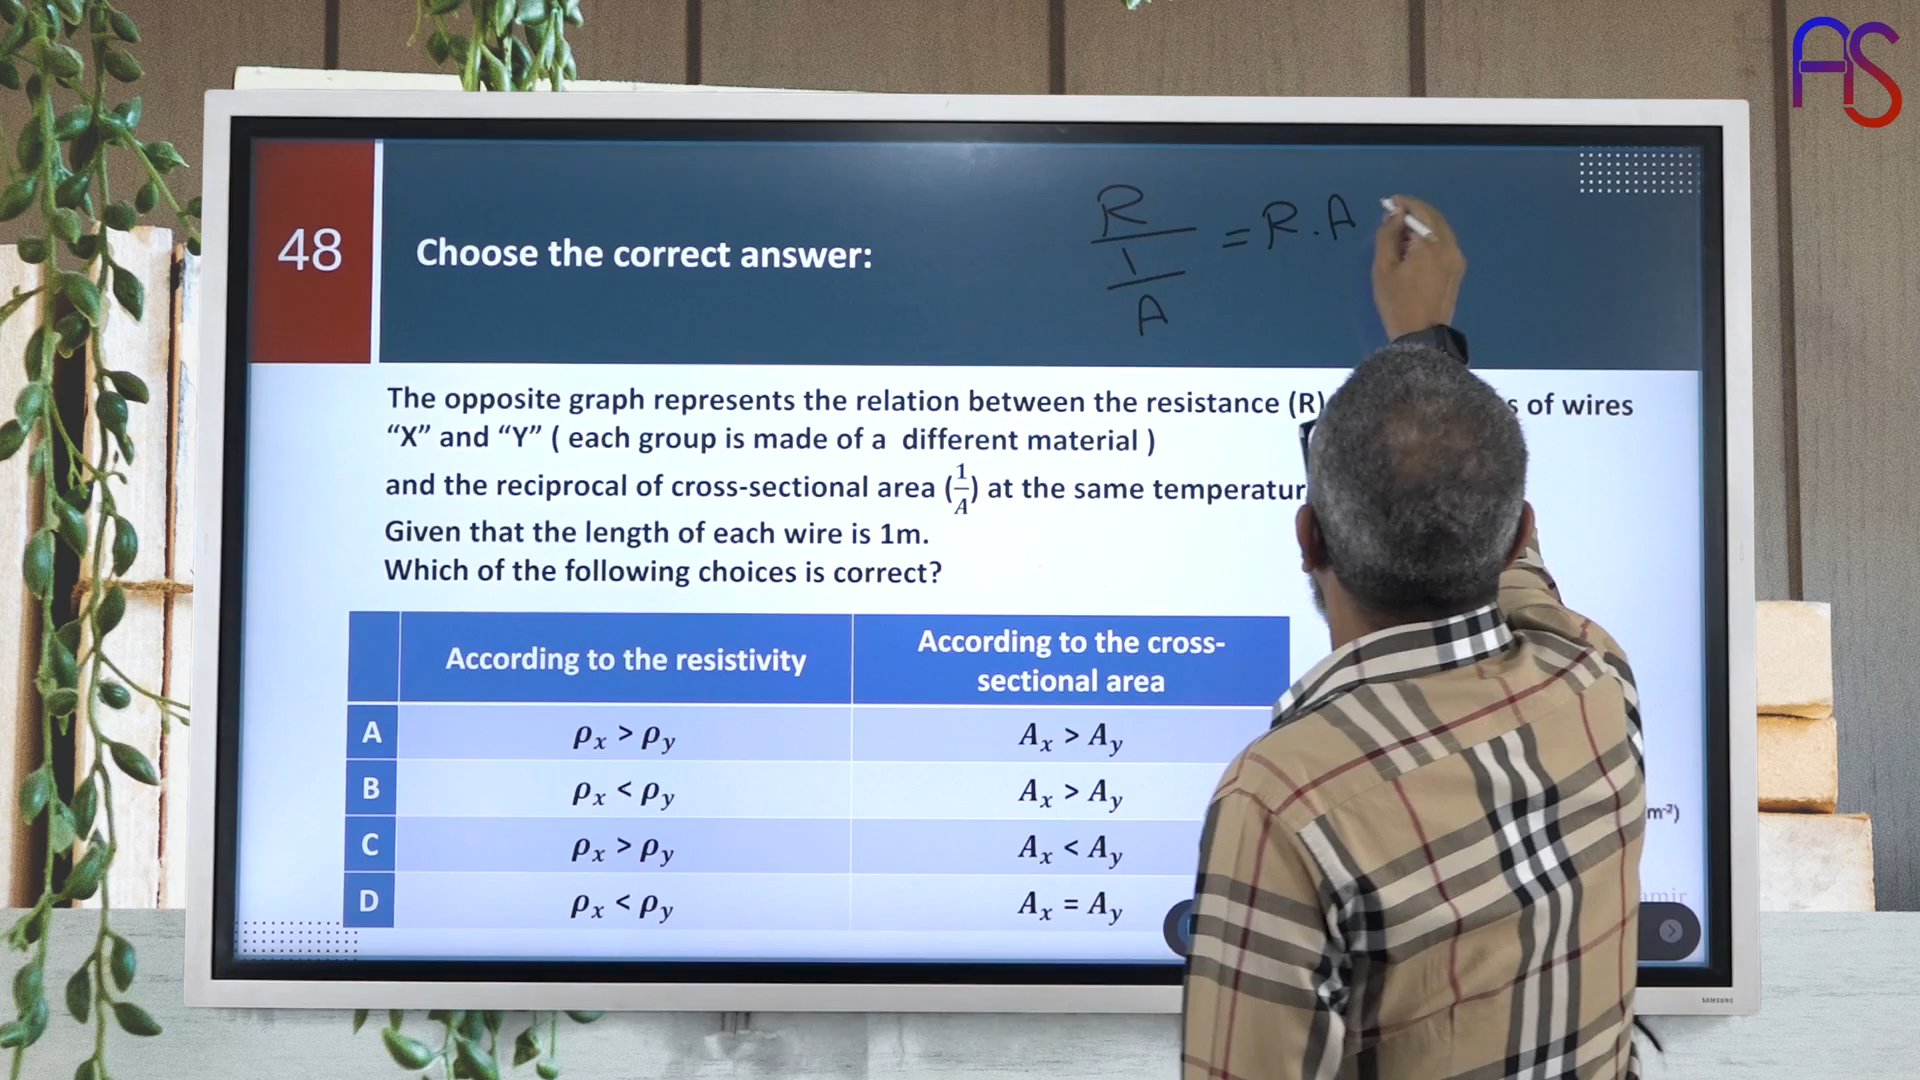 AS
48
Choose the correct answer:
R
1
A
= R . A
The opposite graph represents the relation between the resistance (R) of wires
“X” and “Y” ( each group is made of a different material )
and the reciprocal of cross-sectional area (1/A) at the same
Given that the length of each wire is 1m.
Which of the following choices is correct?
According to the resistivity
According to the cross-
sectional area
A ρx > ρy Ax > Ay
B ρx < ρy Ax > Ay
C ρx > ρy Ax < Ay
D ρx < ρy Ax = Ay
m⁻²)
SAMSUNG